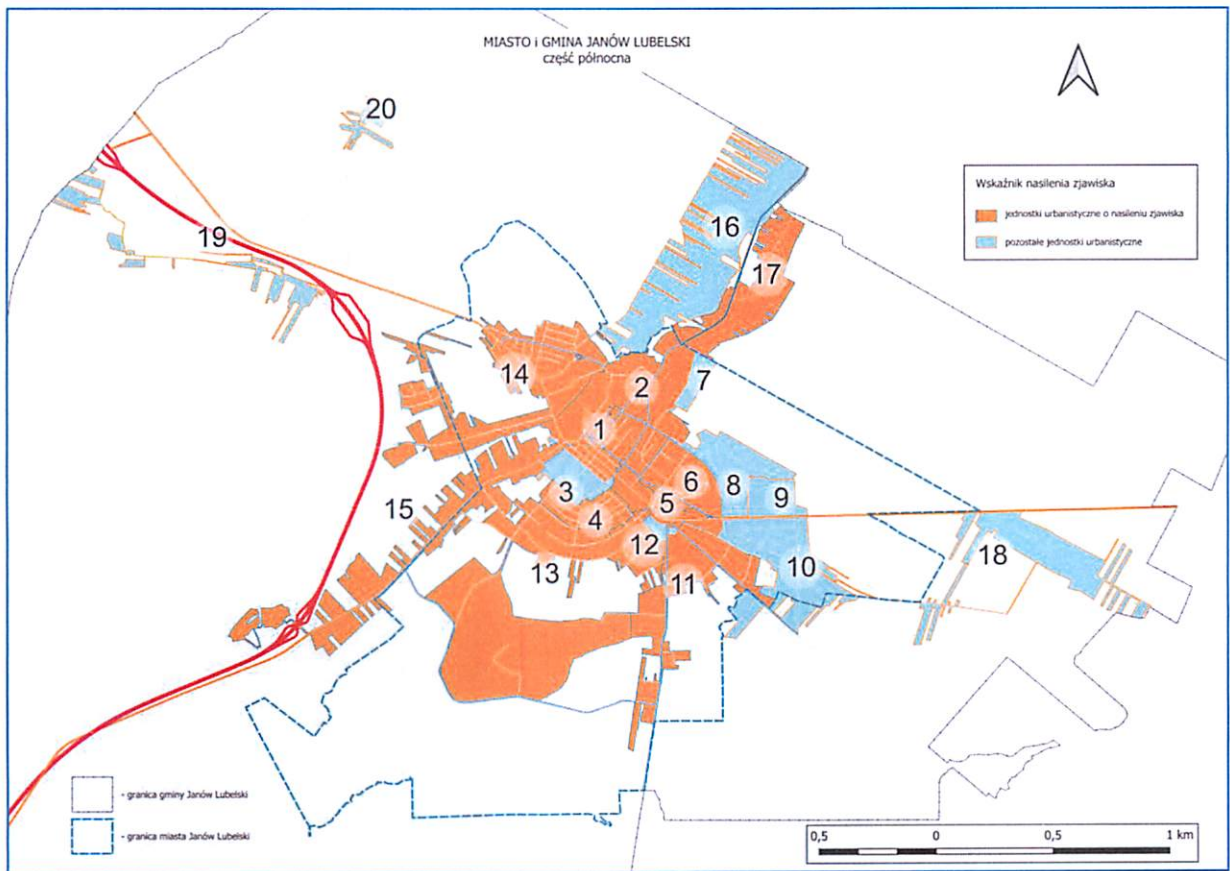 MIASTO i GMINA JANÓW LUBELSKI
część północna
20
Wskaźnik nasilenia zjawiska
jednostki urbanistyczne o nasileniu zjawiska
pozostałe jednostki urbanistyczne
16
19
17
14
2
7
1
6
8
9
3
5
15
4
12
18
10
13
11
- granica gminy Janów Lubelski
- granica miasta Janów Lubelski
0,5 0 0,5 1 km